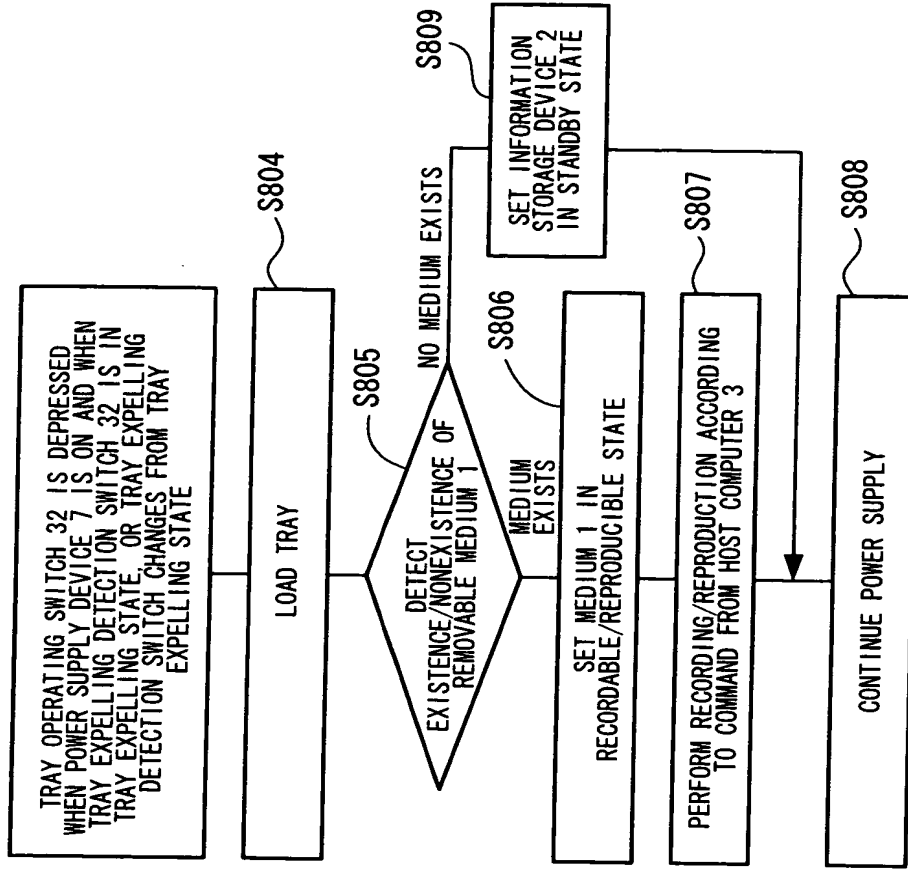 TRAY OPERATING SWITCH 32 IS DEPRESSED
WHEN POWER SUPPLY DEVICE 7 IS ON AND WHEN
TRAY EXPELLING DETECTION SWITCH 32 IS IN
TRAY EXPELLING STATE, OR TRAY EXPELLING
DETECTION SWITCH CHANGES FROM TRAY
EXPELLING STATE
S804
LOAD TRAY
S805
DETECT
EXISTENCE/NONEXISTENCE OF
REMOVABLE MEDIUM 1
NO MEDIUM EXISTS
S809
SET INFORMATION
STORAGE DEVICE 2
IN STANDBY STATE
MEDIUM
EXISTS
S806
SET MEDIUM 1 IN
RECORDABLE/REPRODUCIBLE STATE
S807
PERFORM RECORDING/REPRODUCTION ACCORDING
TO COMMAND FROM HOST COMPUTER 3
S808
CONTINUE POWER SUPPLY